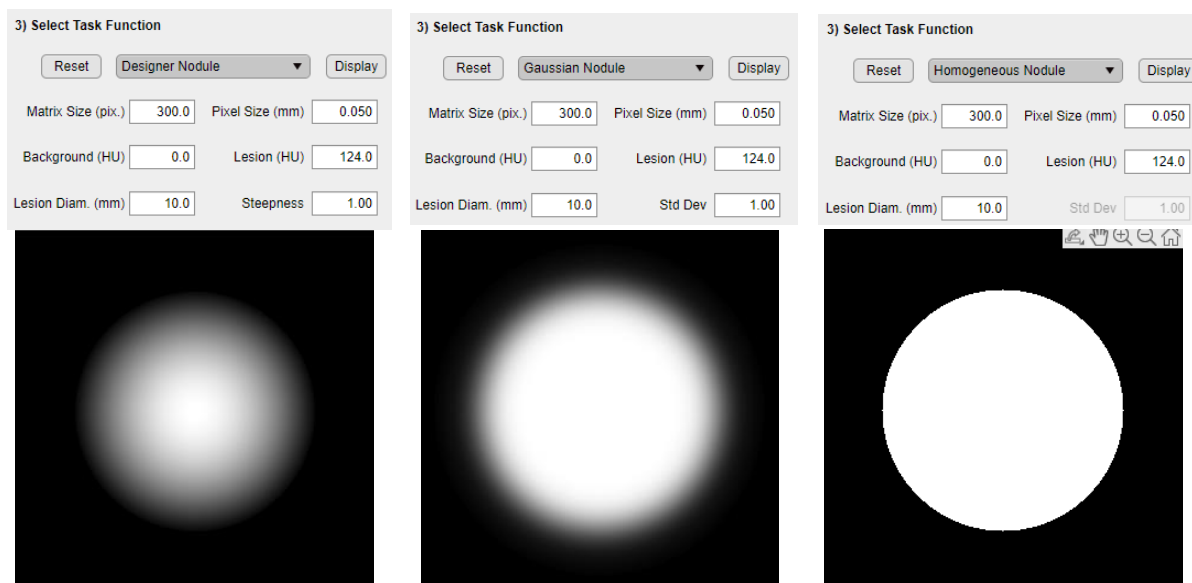 3) Select Task Function
Reset Designer Nodule ▼ Display
Matrix Size (pix.) 300.0 Pixel Size (mm) 0.050
Background (HU) 0.0 Lesion (HU) 124.0
Lesion Diam. (mm) 10.0 Steepness 1.00
3) Select Task Function
Reset Gaussian Nodule ▼ Display
Matrix Size (pix.) 300.0 Pixel Size (mm) 0.050
Background (HU) 0.0 Lesion (HU) 124.0
Lesion Diam. (mm) 10.0 Std Dev 1.00
3) Select Task Function
Reset Homogeneous Nodule ▼ Display
Matrix Size (pix.) 300.0 Pixel Size (mm) 0.050
Background (HU) 0.0 Lesion (HU) 124.0
Lesion Diam. (mm) 10.0 Std Dev 1.00